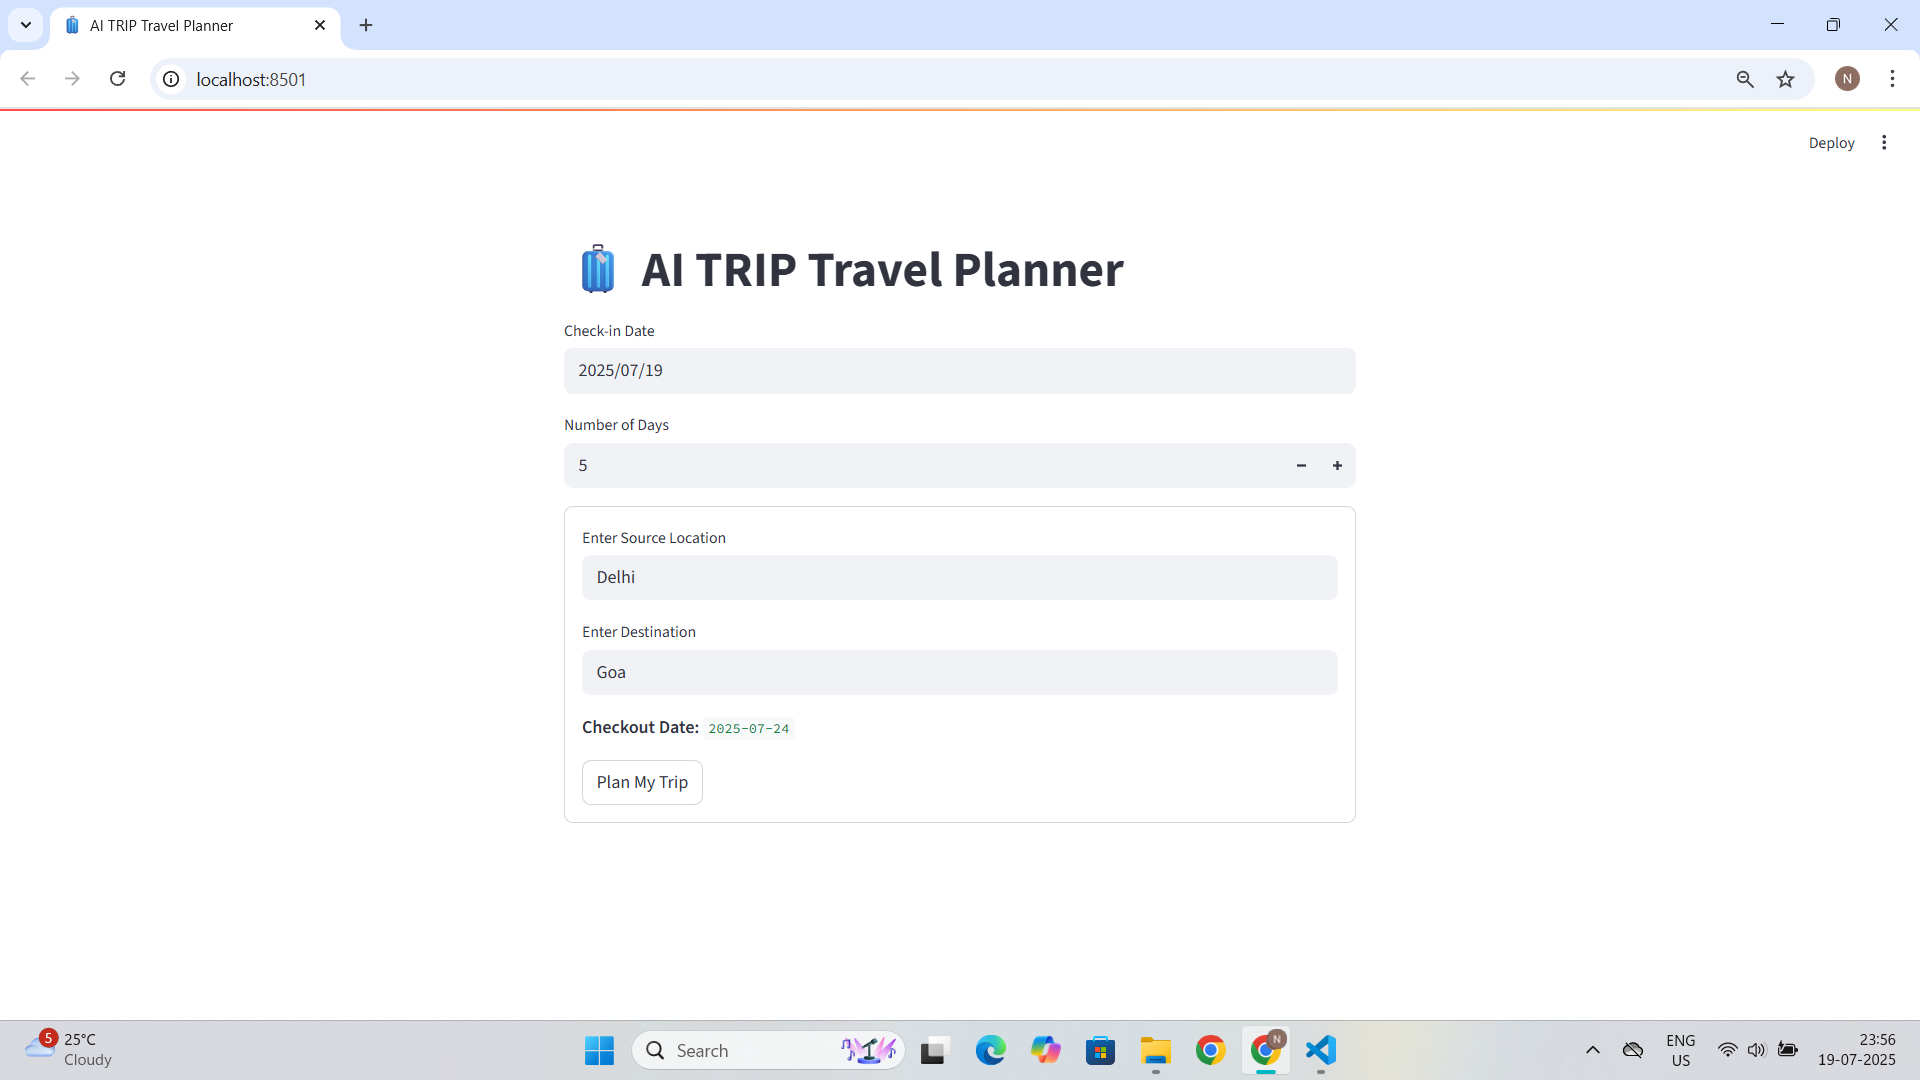 AI TRIP Travel Planner
localhost:8501
N
Deploy
AI TRIP Travel Planner
Check-in Date
2025/07/19
Number of Days
5
Enter Source Location
Delhi
Enter Destination
Goa
Checkout Date: 2025-07-24
Plan My Trip
5
25°C
Cloudy
Search
N
ENG
US
23:56
19-07-2025